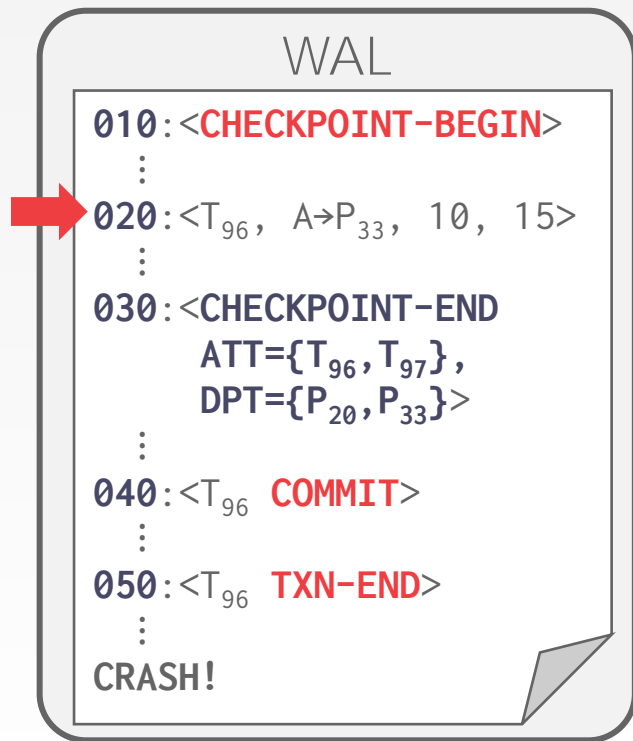 WAL
010:<CHECKPOINT-BEGIN>
⋮
020:<T₉₆, A→P₃₃, 10, 15>
⋮
030:<CHECKPOINT-END
ATT={T₉₆,T₉₇},
DPT={P₂₀,P₃₃}>
⋮
040:<T₉₆ COMMIT>
⋮
050:<T₉₆ TXN-END>
⋮
CRASH!